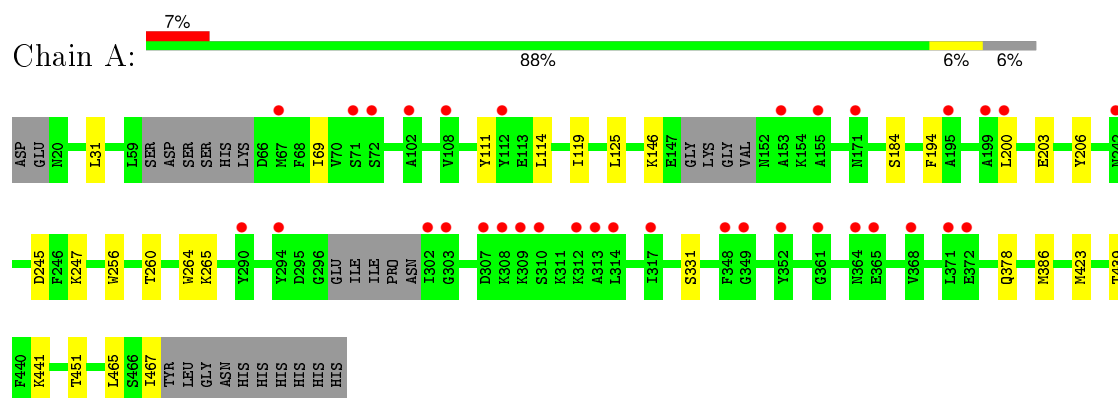 7%
Chain A:
88% 6% 6%
ASP GLU N20 L31 L59 SER ASP SER SER HIS LYS D66 M67 F68 I69 V70 S71 S72 A102 V108 Y111 Y112 E113 L114 I119 L125 K146 E147 GLY LYS GLY VAL N152 A153 K154 A155 N171 S184 F194 A195 A199 L200 E203 Y206 N242
D245 F246 K247 W256 T260 W264 K265 Y290 Y294 D295 G296 GLU ILE ILE PRO ASN I302 G303 D307 K308 K309 S310 K311 K312 A313 L314 I317 S331 F348 G349 Y352 G361 N364 E365 V368 L371 E372 Q378 M386 M423 T439
F440 K441 T451 L465 S466 I467 TYR LEU GLY ASN HIS HIS HIS HIS HIS HIS